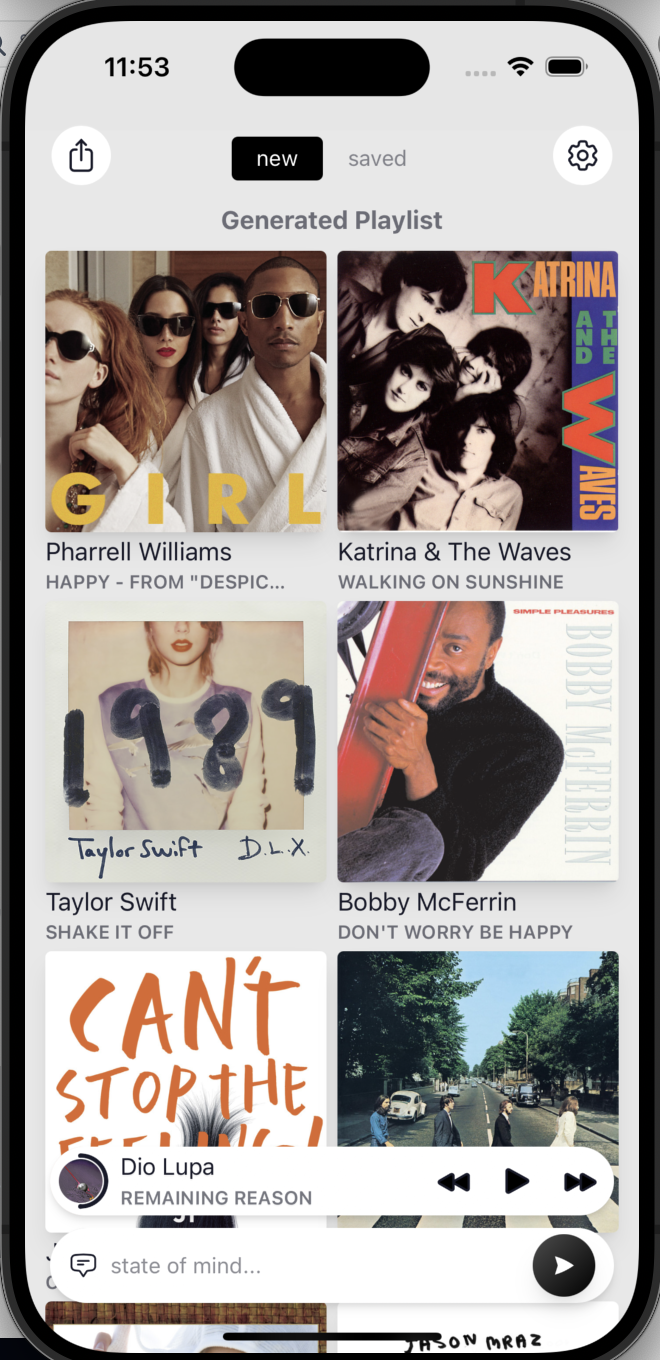 11:53
new
saved
Generated Playlist
GIRL
KATRINA
AND THE
WAVES
Pharrell Williams
HAPPY - FROM "DESPIC...
Katrina & The Waves
WALKING ON SUNSHINE
1989
Taylor Swift D.L.X.
SIMPLE PLEASURES
BOBBY McFERRIN
Taylor Swift
SHAKE IT OFF
Bobby McFerrin
DON'T WORRY BE HAPPY
CAN'T
STOP THE
FEELING!
Dio Lupa
REMAINING REASON
state of mind...
JASON MRAZ